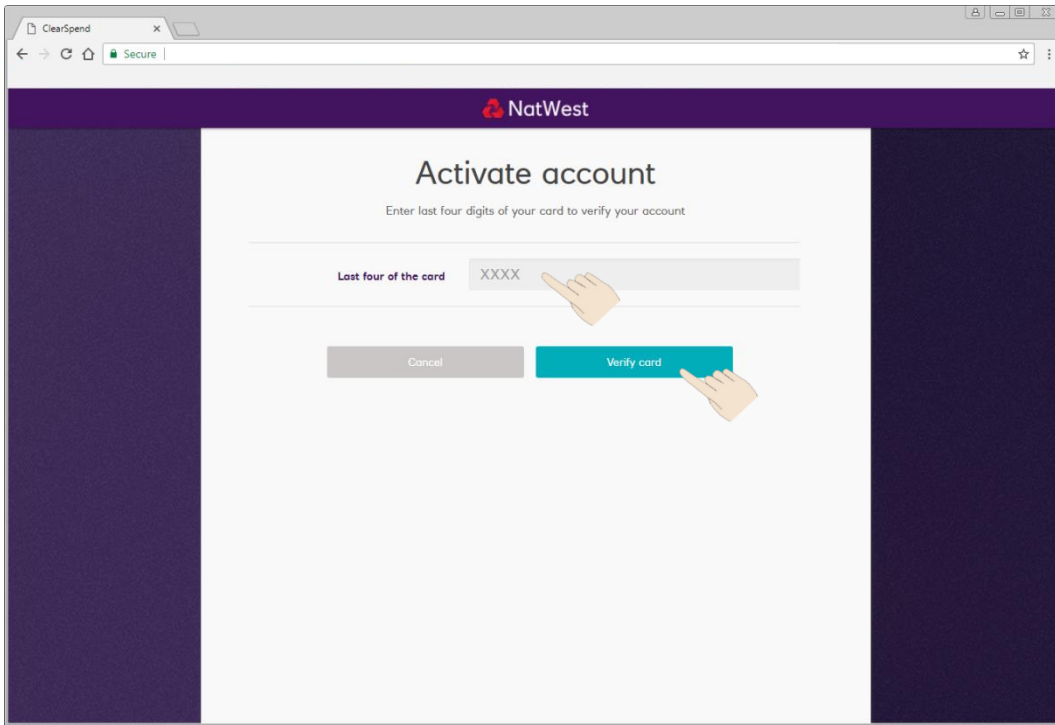 ClearSpend
Secure
NatWest
Activate account
Enter last four digits of your card to verify your account
Last four of the card XXXX
Cancel Verify card